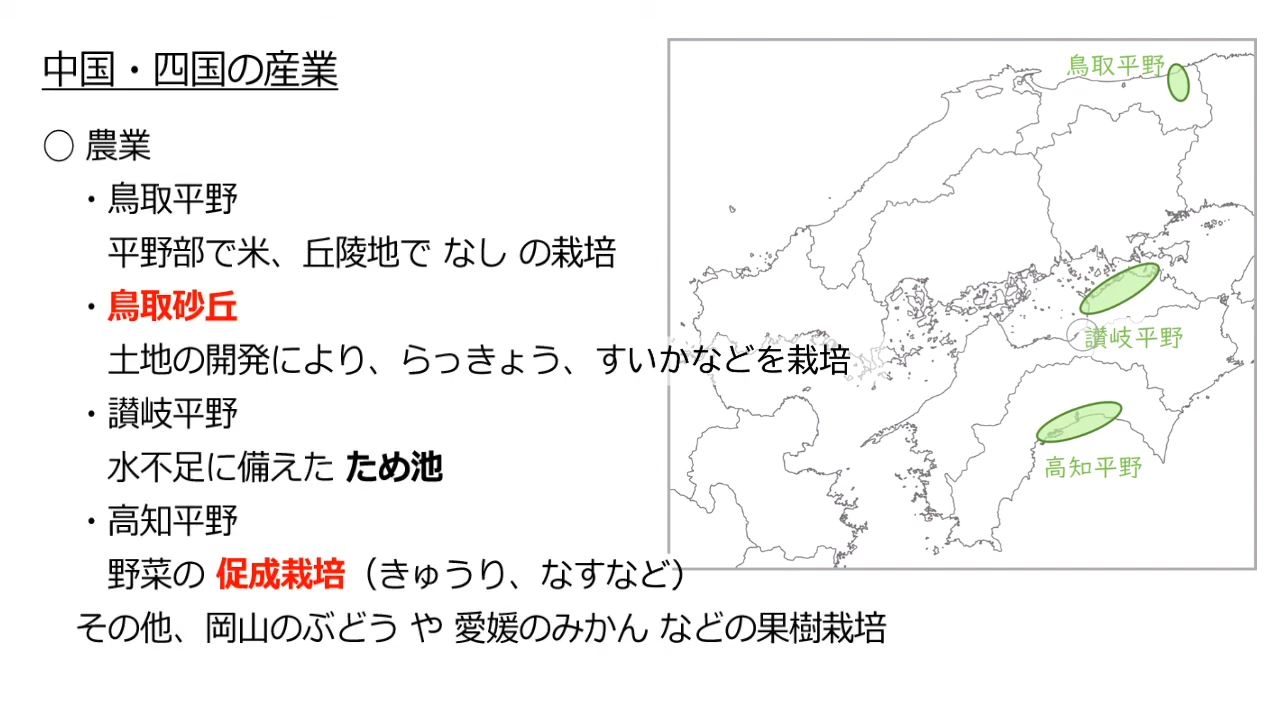 中国・四国の産業
○ 農業
・鳥取平野
平野部で米、丘陵地で なし の栽培
・鳥取砂丘
土地の開発により、らっきょう、すいかなどを栽培
・讃岐平野
水不足に備えた ため池
・高知平野
野菜の 促成栽培（きゅうり、なすなど）
その他、岡山のぶどう や 愛媛のみかん などの果樹栽培
鳥取平野
讃岐平野
高知平野